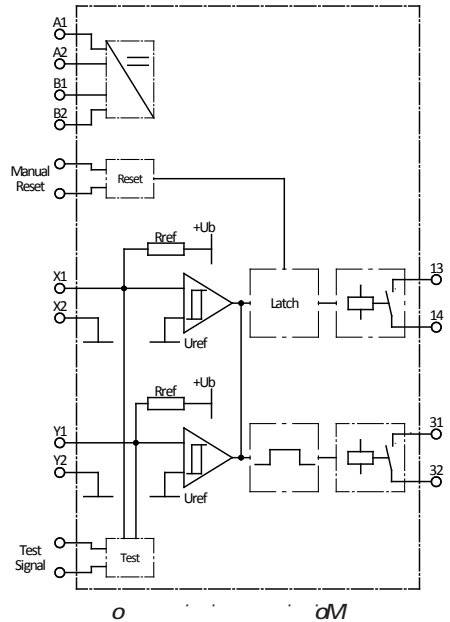 A1
A2
B1
B2
Manual
Reset
Reset
+Ub
Rref
X1
X2
Uref
Latch
13
14
+Ub
Rref
Y1
Y2
Uref
31
32
Test
Signal
Test